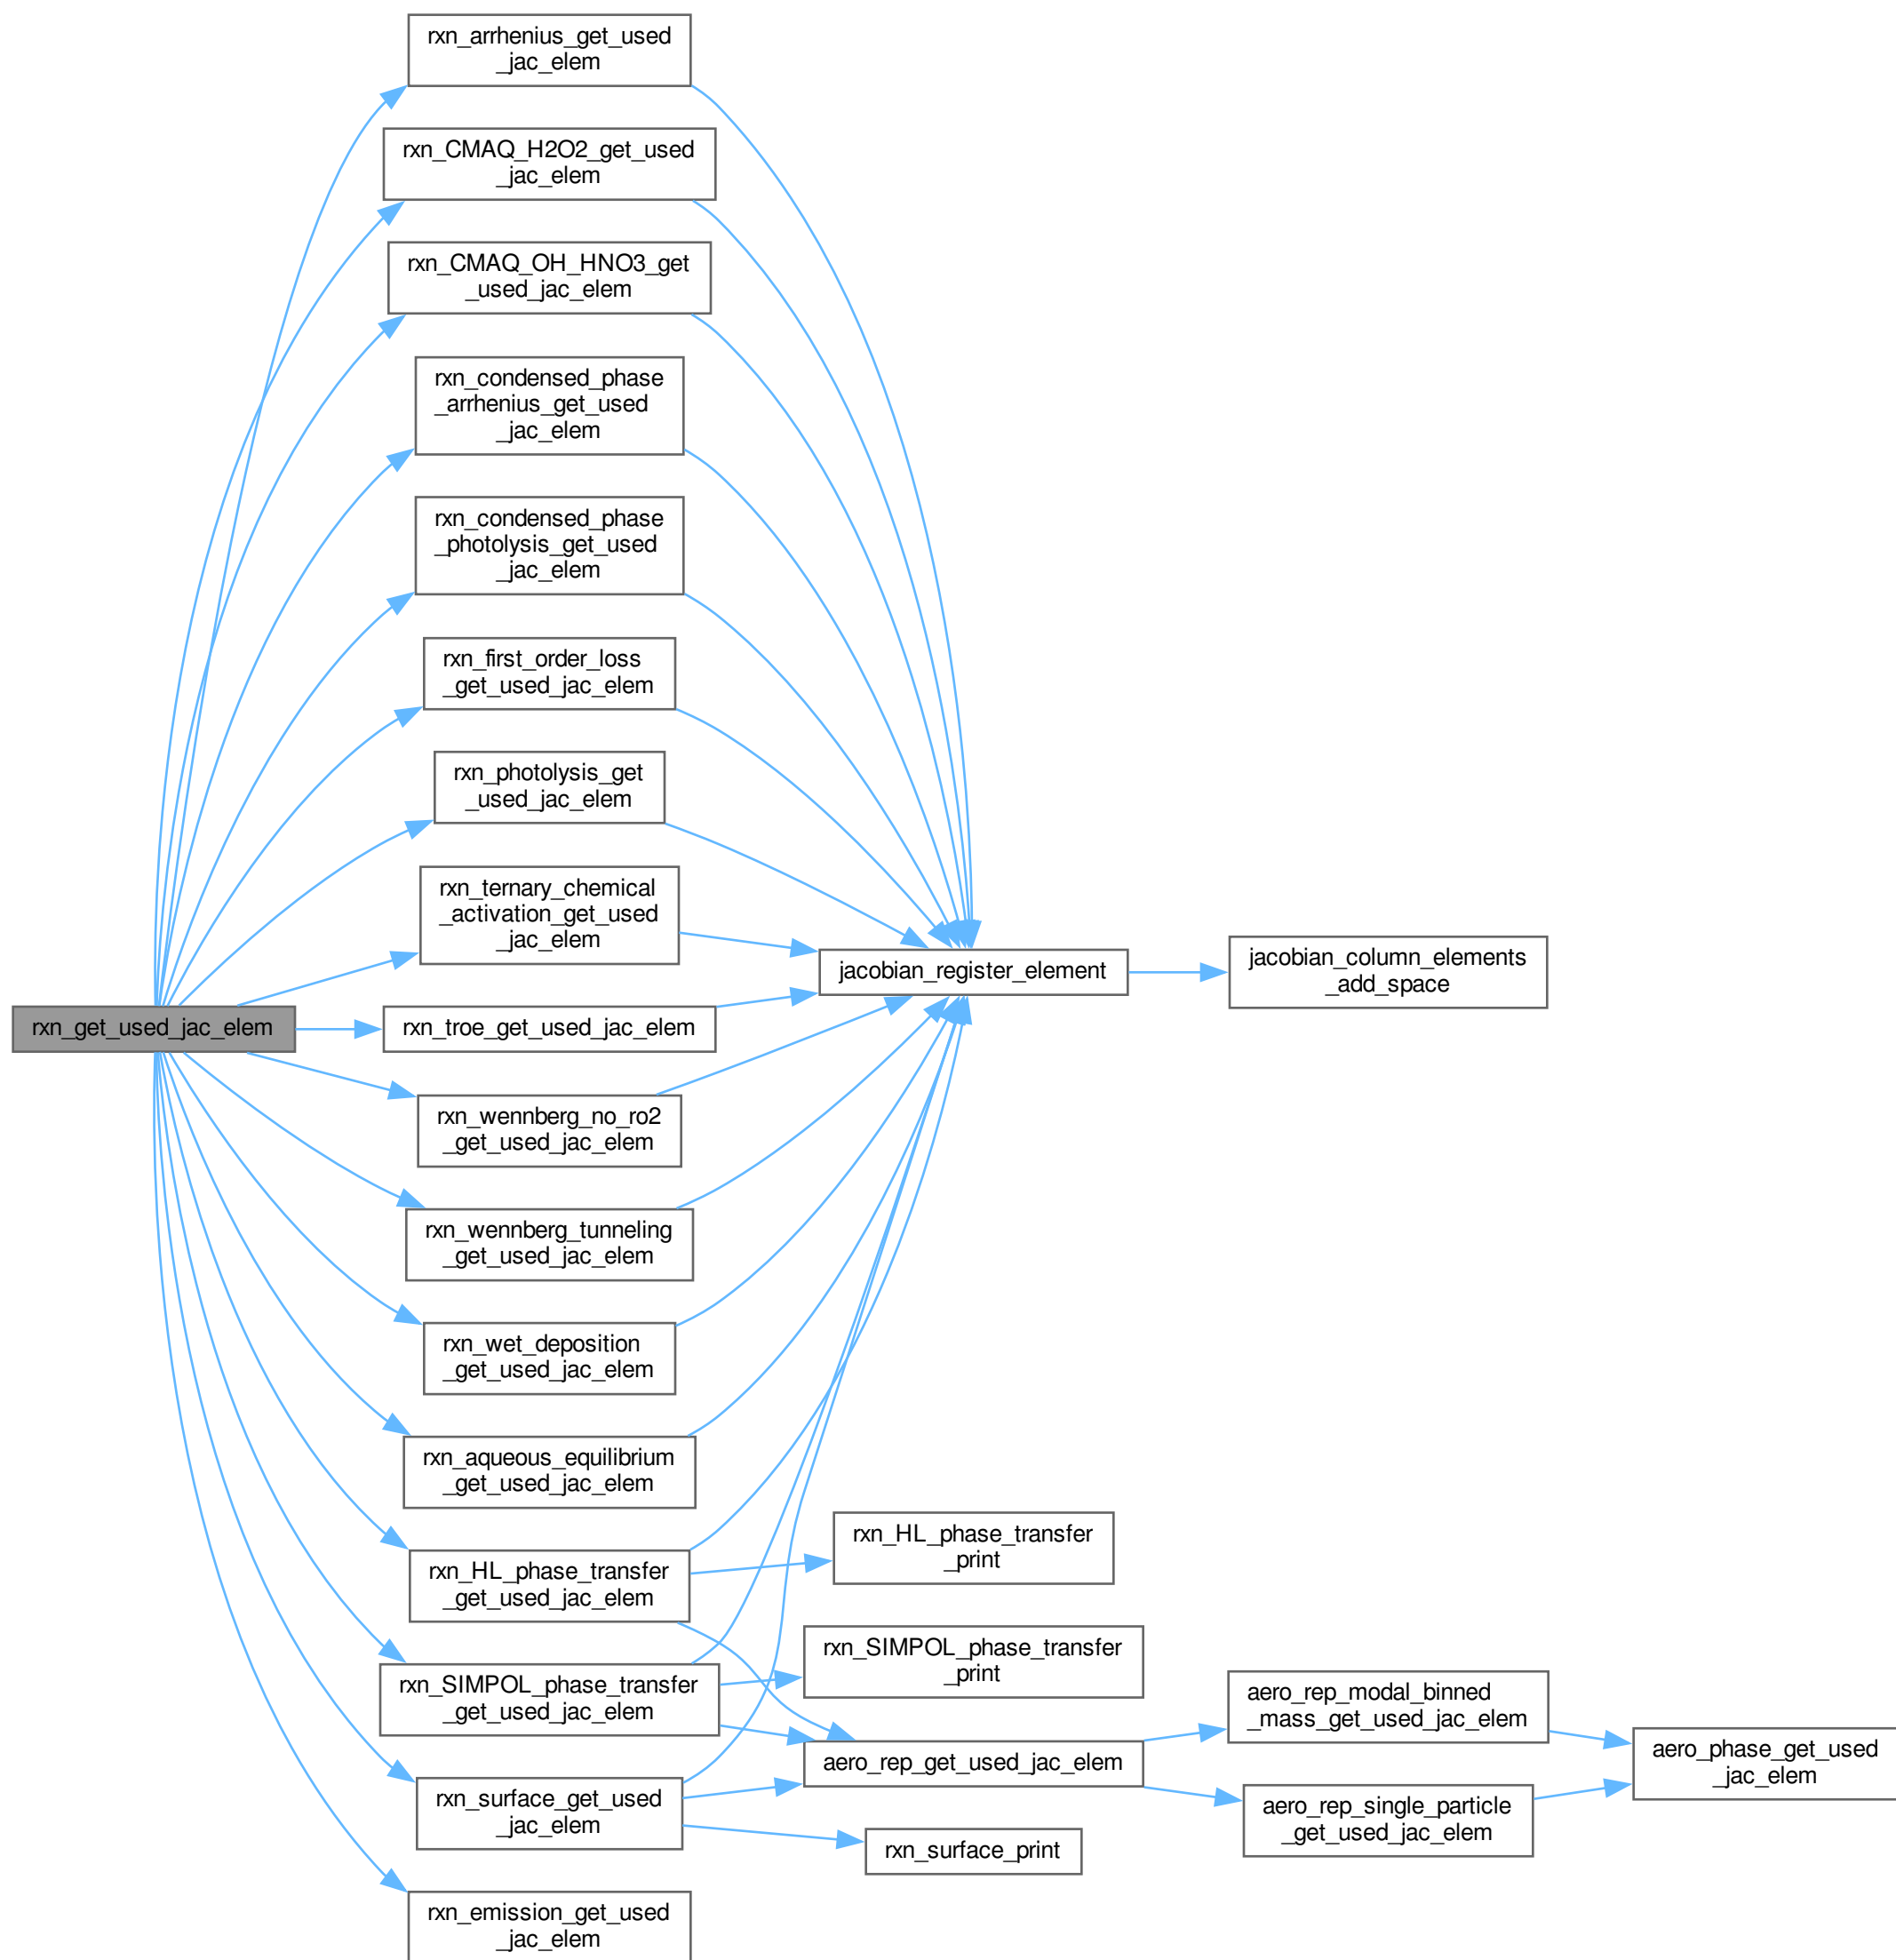 rxn_arrhenius_get_used
_jac_elem
rxn_CMAQ_H2O2_get_used
_jac_elem
rxn_CMAQ_OH_HNO3_get
_used_jac_elem
rxn_condensed_phase
_arrhenius_get_used
_jac_elem
rxn_condensed_phase
_photolysis_get_used
_jac_elem
rxn_first_order_loss
_get_used_jac_elem
rxn_photolysis_get
_used_jac_elem
rxn_ternary_chemical
_activation_get_used
_jac_elem
jacobian_register_element
jacobian_column_elements
_add_space
rxn_get_used_jac_elem
rxn_troe_get_used_jac_elem
rxn_wennberg_no_ro2
_get_used_jac_elem
rxn_wennberg_tunneling
_get_used_jac_elem
rxn_wet_deposition
_get_used_jac_elem
rxn_aqueous_equilibrium
_get_used_jac_elem
rxn_HL_phase_transfer
_get_used_jac_elem
rxn_HL_phase_transfer
_print
rxn_SIMPOL_phase_transfer
_get_used_jac_elem
rxn_SIMPOL_phase_transfer
_print
aero_rep_get_used_jac_elem
aero_rep_modal_binned
_mass_get_used_jac_elem
aero_phase_get_used
_jac_elem
aero_rep_single_particle
_get_used_jac_elem
rxn_surface_get_used
_jac_elem
rxn_surface_print
rxn_emission_get_used
_jac_elem